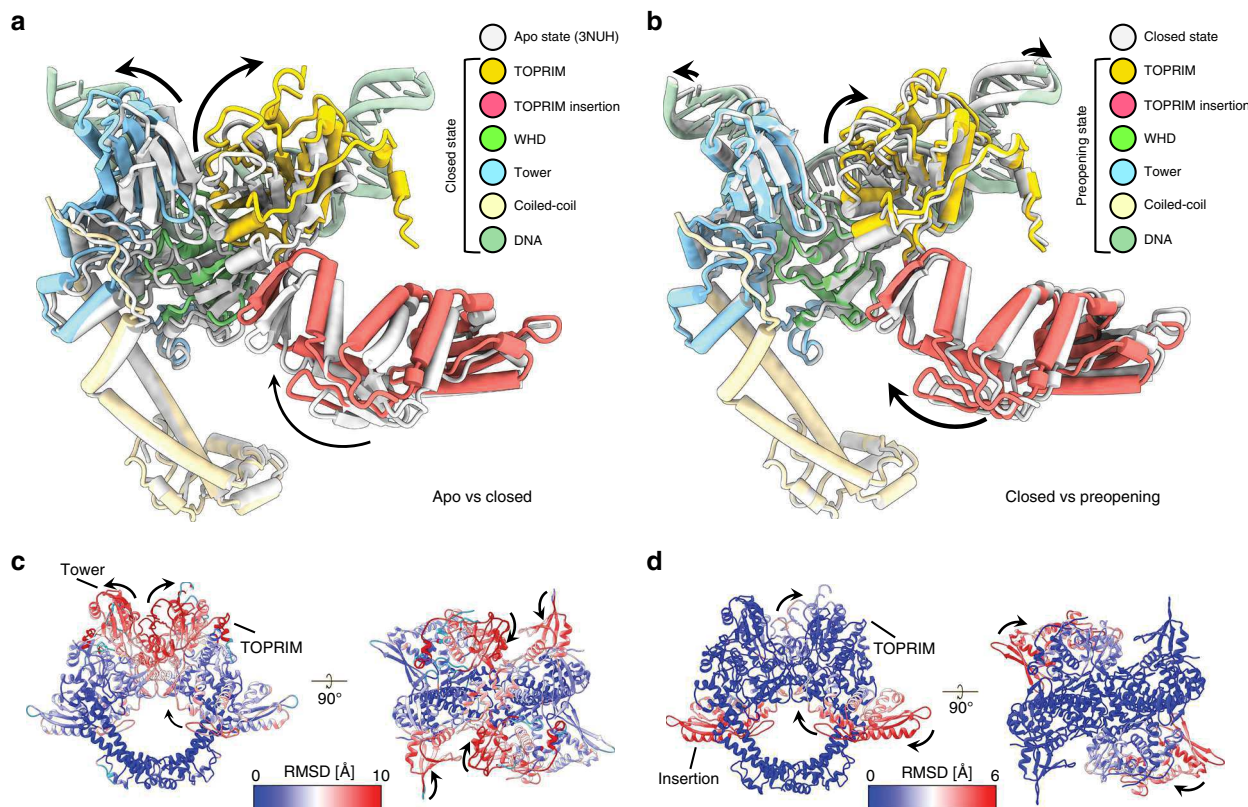 a
Apo state (3NUH)
Closed state
TOPRIM
TOPRIM insertion
WHD
Tower
Coiled-coil
DNA
Apo vs closed
b
Closed state
Preopening state
TOPRIM
TOPRIM insertion
WHD
Tower
Coiled-coil
DNA
Closed vs preopening
c
Tower
TOPRIM
90°
0 RMSD [Å] 10
d
TOPRIM
Insertion
90°
0 RMSD [Å] 6